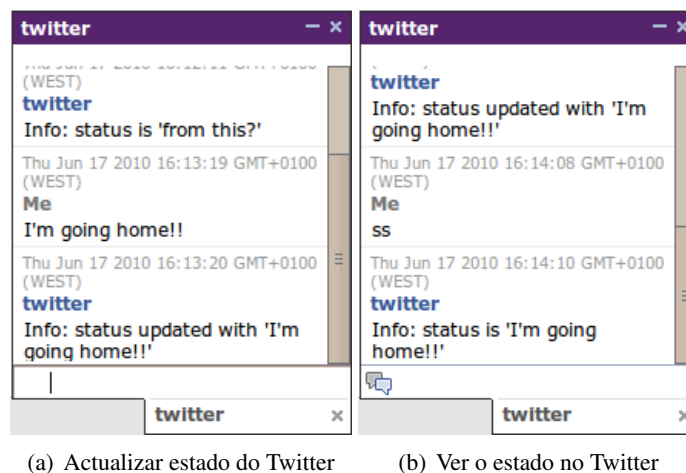 twitter
(WEST)
twitter
Info: status is 'from this?'
Thu Jun 17 2010 16:13:19 GMT+0100
(WEST)
Me
I'm going home!!
Thu Jun 17 2010 16:13:20 GMT+0100
(WEST)
twitter
Info: status updated with 'I'm
going home!!'
twitter
(a) Actualizar estado do Twitter
twitter
twitter
Info: status updated with 'I'm
going home!!'
Thu Jun 17 2010 16:14:08 GMT+0100
(WEST)
Me
ss
Thu Jun 17 2010 16:14:10 GMT+0100
(WEST)
twitter
Info: status is 'I'm going
home!!'
twitter
(b) Ver o estado no Twitter